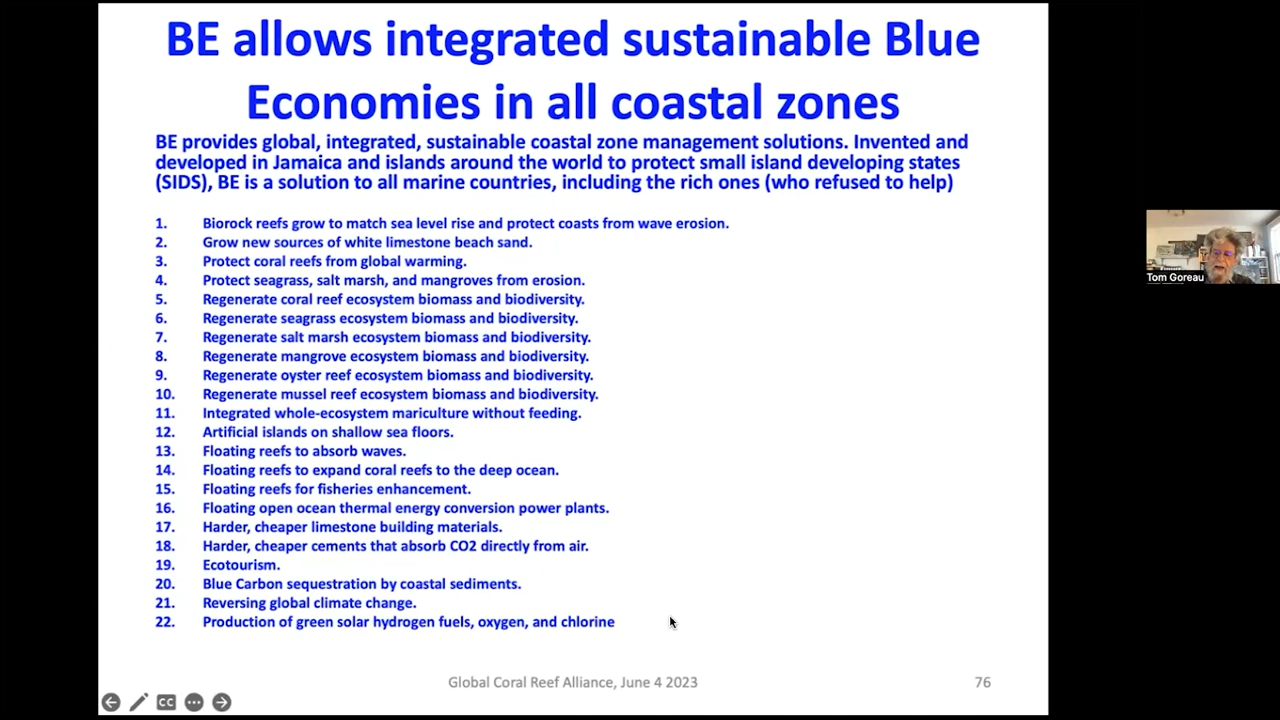 BE allows integrated sustainable Blue
Economies in all coastal zones
BE provides global, integrated, sustainable coastal zone management solutions. Invented and
developed in Jamaica and islands around the world to protect small island developing states
(SIDS), BE is a solution to all marine countries, including the rich ones (who refused to help)
1. Biorock reefs grow to match sea level rise and protect coasts from wave erosion.
2. Grow new sources of white limestone beach sand.
3. Protect coral reefs from global warming.
4. Protect seagrass, salt marsh, and mangroves from erosion.
5. Regenerate coral reef ecosystem biomass and biodiversity.
6. Regenerate seagrass ecosystem biomass and biodiversity.
7. Regenerate salt marsh ecosystem biomass and biodiversity.
8. Regenerate mangrove ecosystem biomass and biodiversity.
9. Regenerate oyster reef ecosystem biomass and biodiversity.
10. Regenerate mussel reef ecosystem biomass and biodiversity.
11. Integrated whole-ecosystem mariculture without feeding.
12. Artificial islands on shallow sea floors.
13. Floating reefs to absorb waves.
14. Floating reefs to expand coral reefs to the deep ocean.
15. Floating reefs for fisheries enhancement.
16. Floating open ocean thermal energy conversion power plants.
17. Harder, cheaper limestone building materials.
18. Harder, cheaper cements that absorb CO2 directly from air.
19. Ecotourism.
20. Blue Carbon sequestration by coastal sediments.
21. Reversing global climate change.
22. Production of green solar hydrogen fuels, oxygen, and chlorine
Global Coral Reef Alliance, June 4 2023
76
CC
Tom Goreau